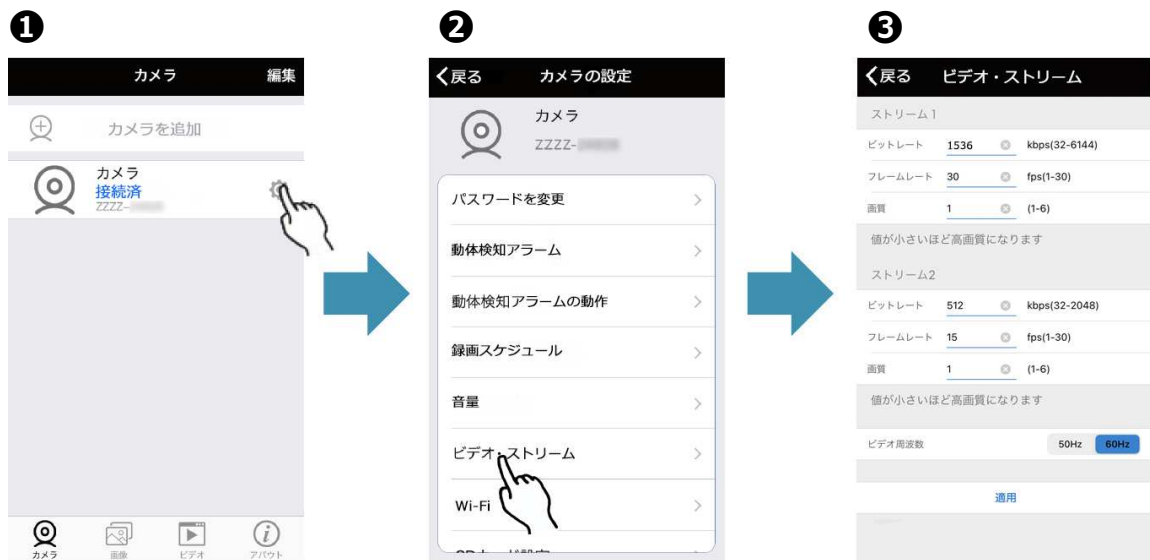 ❶
カメラ 編集
カメラを追加
カメラ
接続済
ZZZZ-
カメラ 画像 ビデオ アバウト
❷
戻る カメラの設定
カメラ
ZZZZ-
パスワードを変更
動体検知アラーム
動体検知アラームの動作
録画スケジュール
音量
ビデオ・ストリーム
Wi-Fi
❸
戻る ビデオ・ストリーム
ストリーム1
ビットレート 1536 kbps(32-6144)
フレームレート 30 fps(1-30)
画質 1 (1-6)
値が小さいほど高画質になります
ストリーム2
ビットレート 512 kbps(32-2048)
フレームレート 15 fps(1-30)
画質 1 (1-6)
値が小さいほど高画質になります
ビデオ周波数 50Hz 60Hz
適用